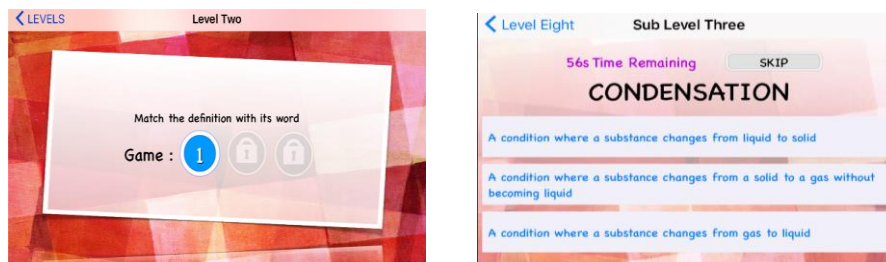 LEVELS
Level Two
Match the definition with its word
Game : 1
Level Eight
Sub Level Three
56s Time Remaining
SKIP
CONDENSATION
A condition where a substance changes from liquid to solid
A condition where a substance changes from a solid to a gas without
becoming liquid
A condition where a substance changes from gas to liquid